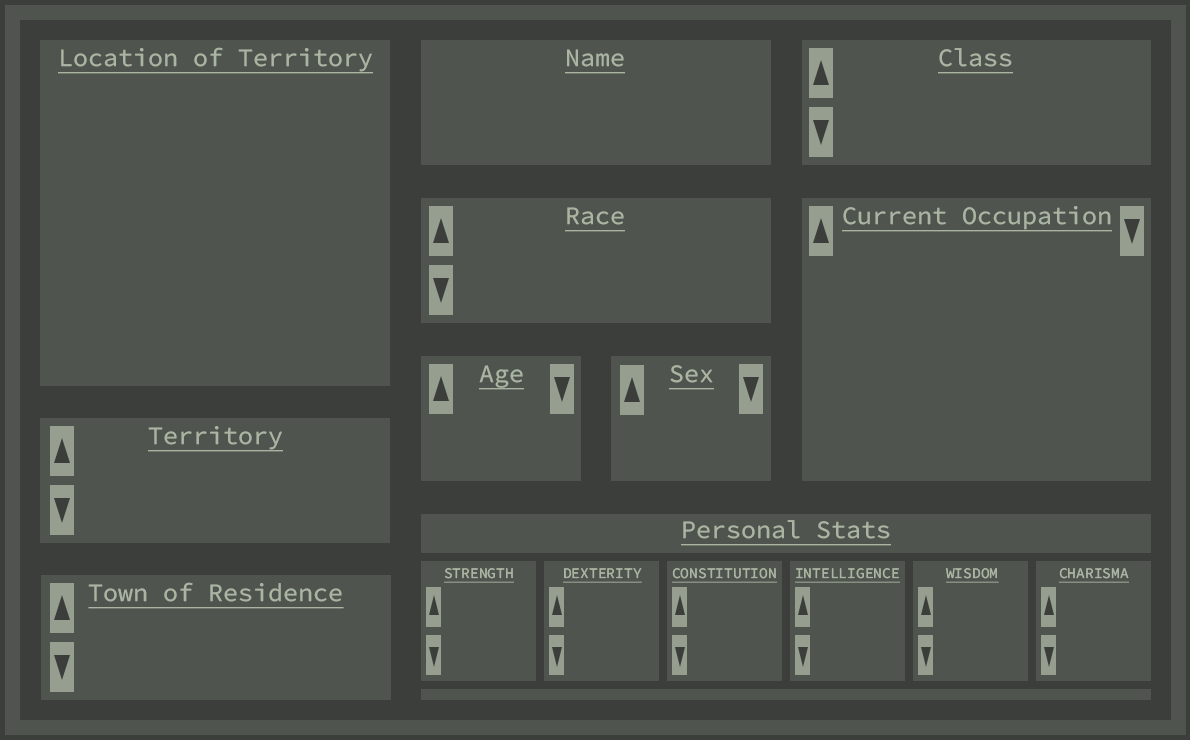 Location of Territory
Name
Class
Race
Current Occupation
Age
Sex
Territory
Personal Stats
STRENGTH
DEXTERITY
CONSTITUTION
INTELLIGENCE
WISDOM
CHARISMA
Town of Residence